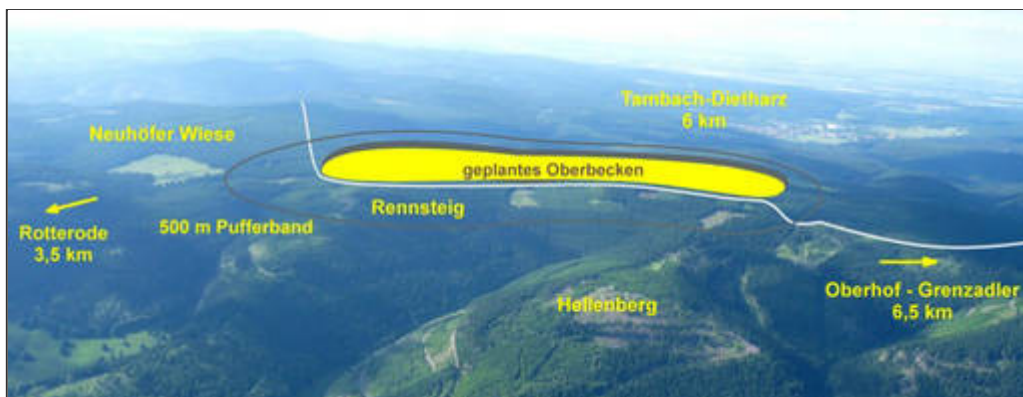 Tambach-Dietharz
6 km
Neuhöfer Wiese
geplantes Oberbecken
Rennsteig
500 m Pufferband
Rotterode
3,5 km
Oberhof - Grenzadler
6,5 km
Hellenberg